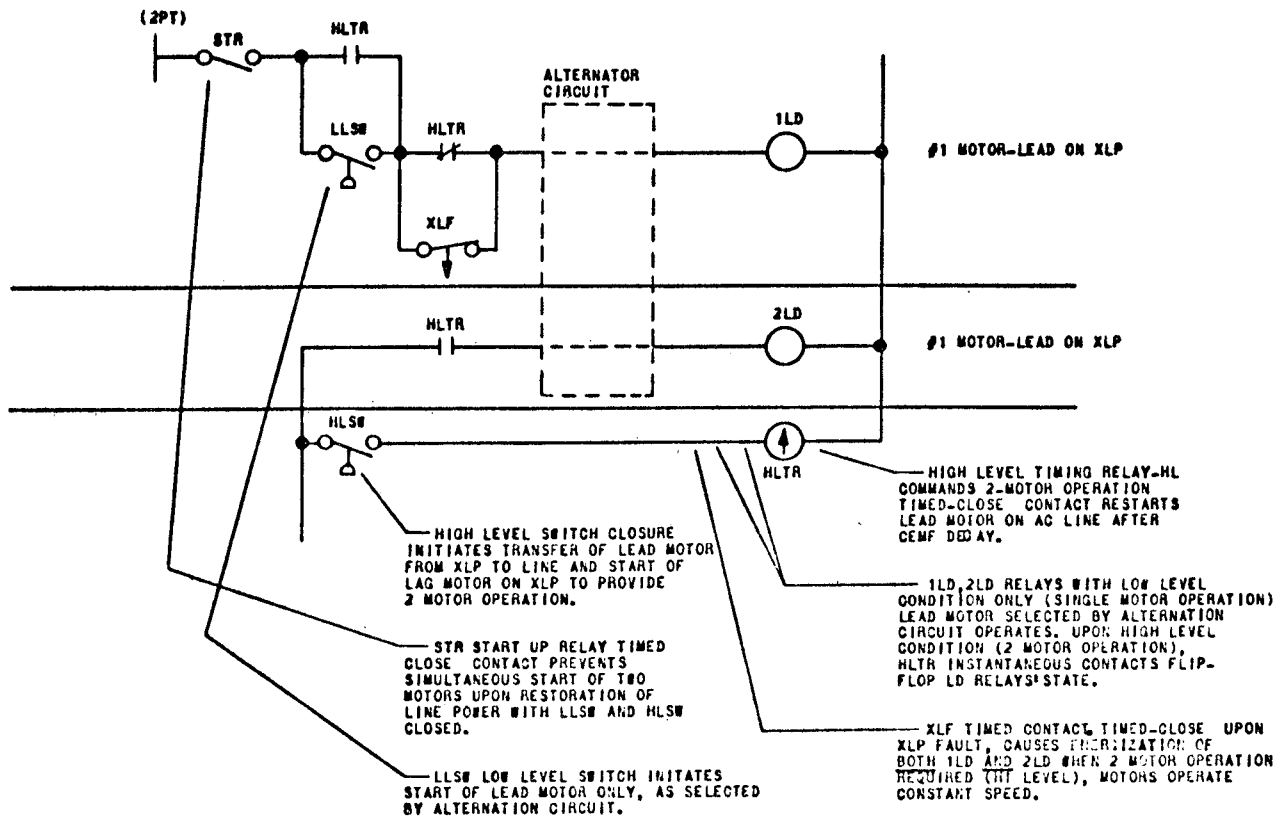 (2PT)
STR
HLTR
ALTERNATOR
CIRCUIT
LLSW
HLTR
1LD
#1 MOTOR-LEAD ON XLP
XLF
HLTR
2LD
#1 MOTOR-LEAD ON XLP
HLSW
HLTR
HIGH LEVEL TIMING RELAY-HL
COMMANDS 2-MOTOR OPERATION
TIMED-CLOSE CONTACT RESTARTS
LEAD MOTOR ON AC LINE AFTER
CEMF DECAY.
HIGH LEVEL SWITCH CLOSURE
INITIATES TRANSFER OF LEAD MOTOR
FROM XLP TO LINE AND START OF
LAG MOTOR ON XLP TO PROVIDE
2 MOTOR OPERATION.
1LD,2LD RELAYS WITH LOW LEVEL
CONDITION ONLY (SINGLE MOTOR OPERATION)
LEAD MOTOR SELECTED BY ALTERNATION
CIRCUIT OPERATES. UPON HIGH LEVEL
CONDITION (2 MOTOR OPERATION),
HLTR INSTANTANEOUS CONTACTS FLIP-
FLOP LD RELAYS' STATE.
STR START UP RELAY TIMED
CLOSE CONTACT PREVENTS
SIMULTANEOUS START OF TWO
MOTORS UPON RESTORATION OF
LINE POWER WITH LLSW AND HLSW
CLOSED.
XLF TIMED CONTACT, TIMED-CLOSE UPON
XLP FAULT, CAUSES OF
BOTH 1LD AND 2LD WHEN 2 MOTOR OPERATION
REQUIRED LEVEL), MOTORS OPERATE
CONSTANT SPEED.
LLSW LOW LEVEL SWITCH INITATES
START OF LEAD MOTOR ONLY, AS SELECTED
BY ALTERNATION CIRCUIT.